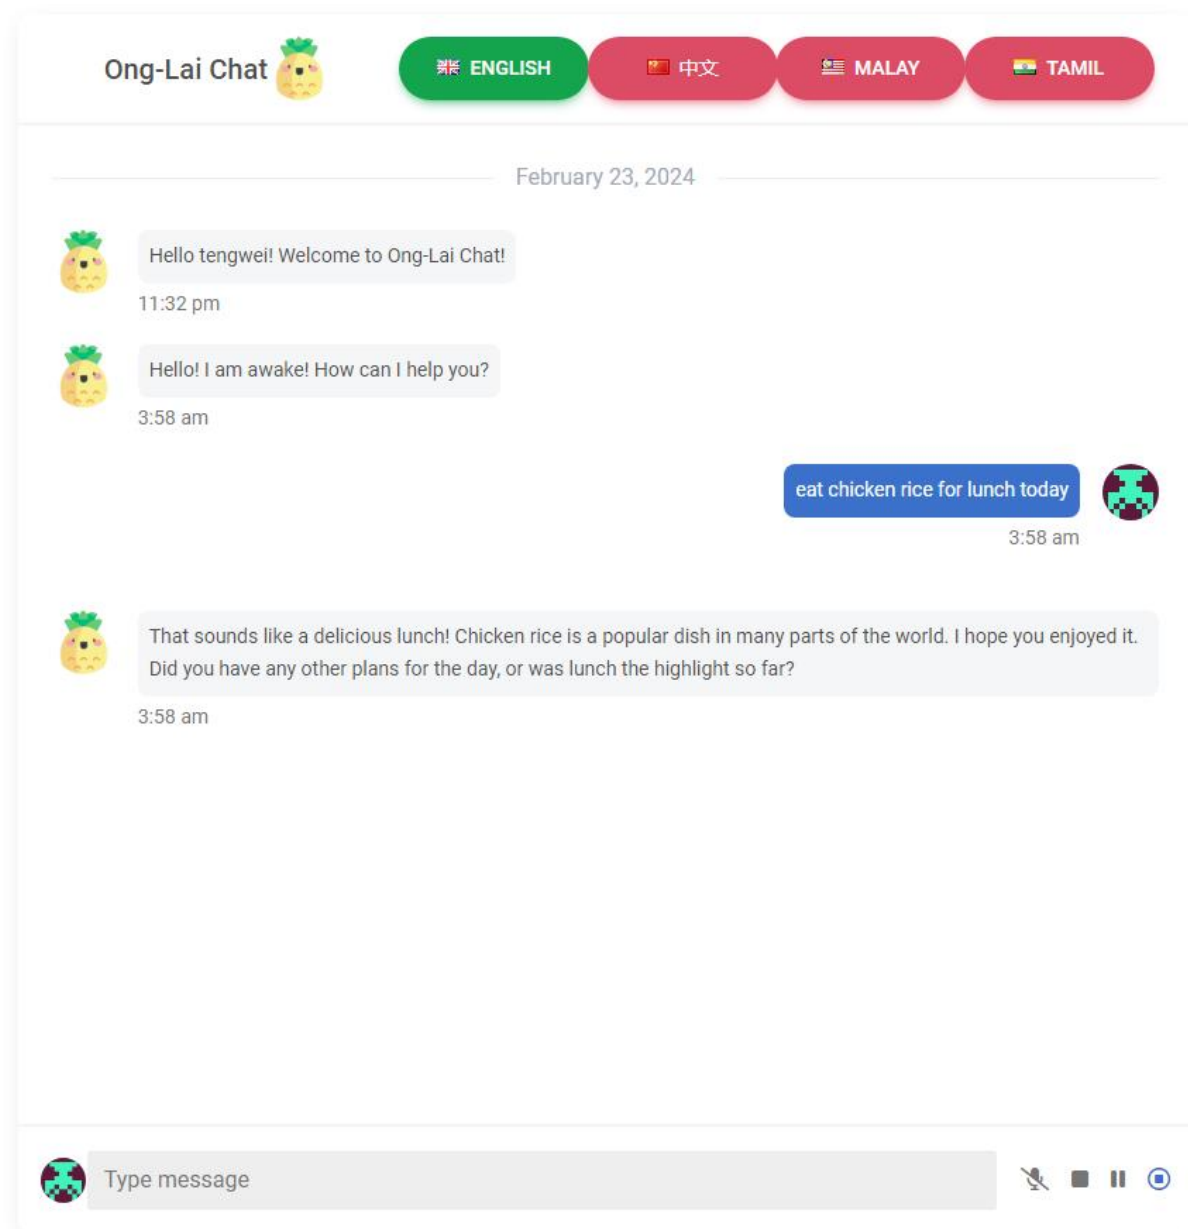 Ong-Lai Chat
ENGLISH
中文
MALAY
TAMIL
February 23, 2024
Hello tengwei! Welcome to Ong-Lai Chat!
11:32 pm
Hello! I am awake! How can I help you?
3:58 am
eat chicken rice for lunch today
3:58 am
That sounds like a delicious lunch! Chicken rice is a popular dish in many parts of the world. I hope you enjoyed it.
Did you have any other plans for the day, or was lunch the highlight so far?
3:58 am
Type message